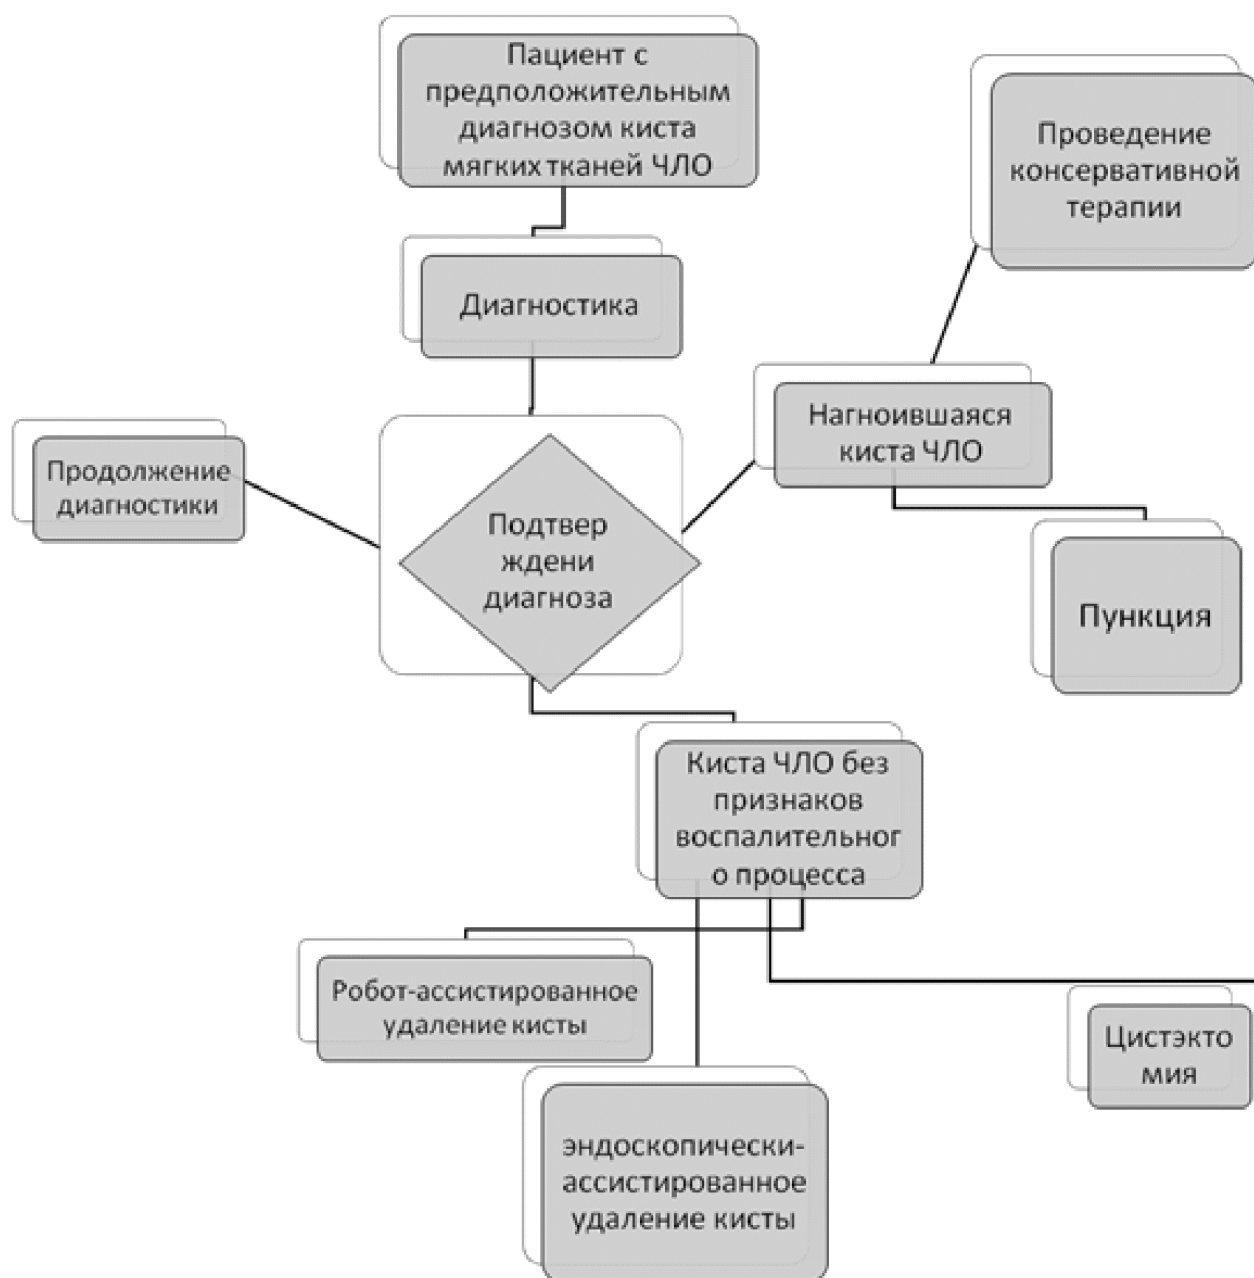 Пациент с
предположительным
диагнозом киста
мягких тканей ЧЛО
Проведение
консервативной
терапии
Диагностика
Нагноившаяся
киста ЧЛО
Продолжение
диагностики
Подтвер
ждени
диагноза
Пункция
Киста ЧЛО без
признаков
воспалительног
о процесса
Робот-ассистированное
удаление кисты
Цистэкто
мия
эндоскопически-
ассистированное
удаление кисты